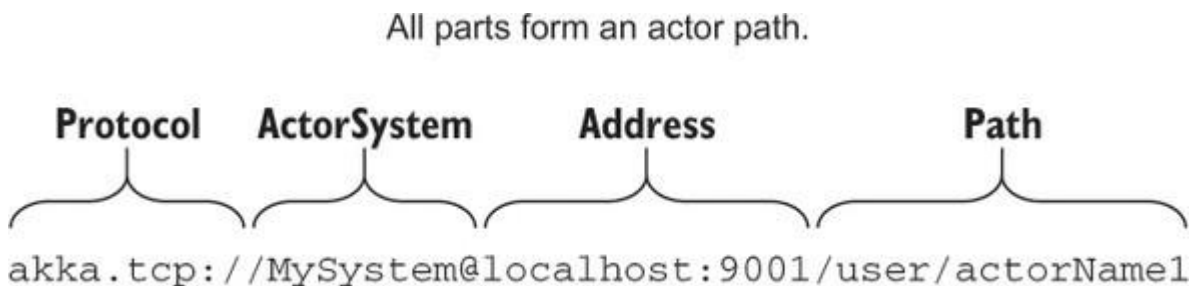 All parts form an actor path.
Protocol ActorSystem Address Path
akka.tcp://MySystem@localhost:9001/user/actorName1